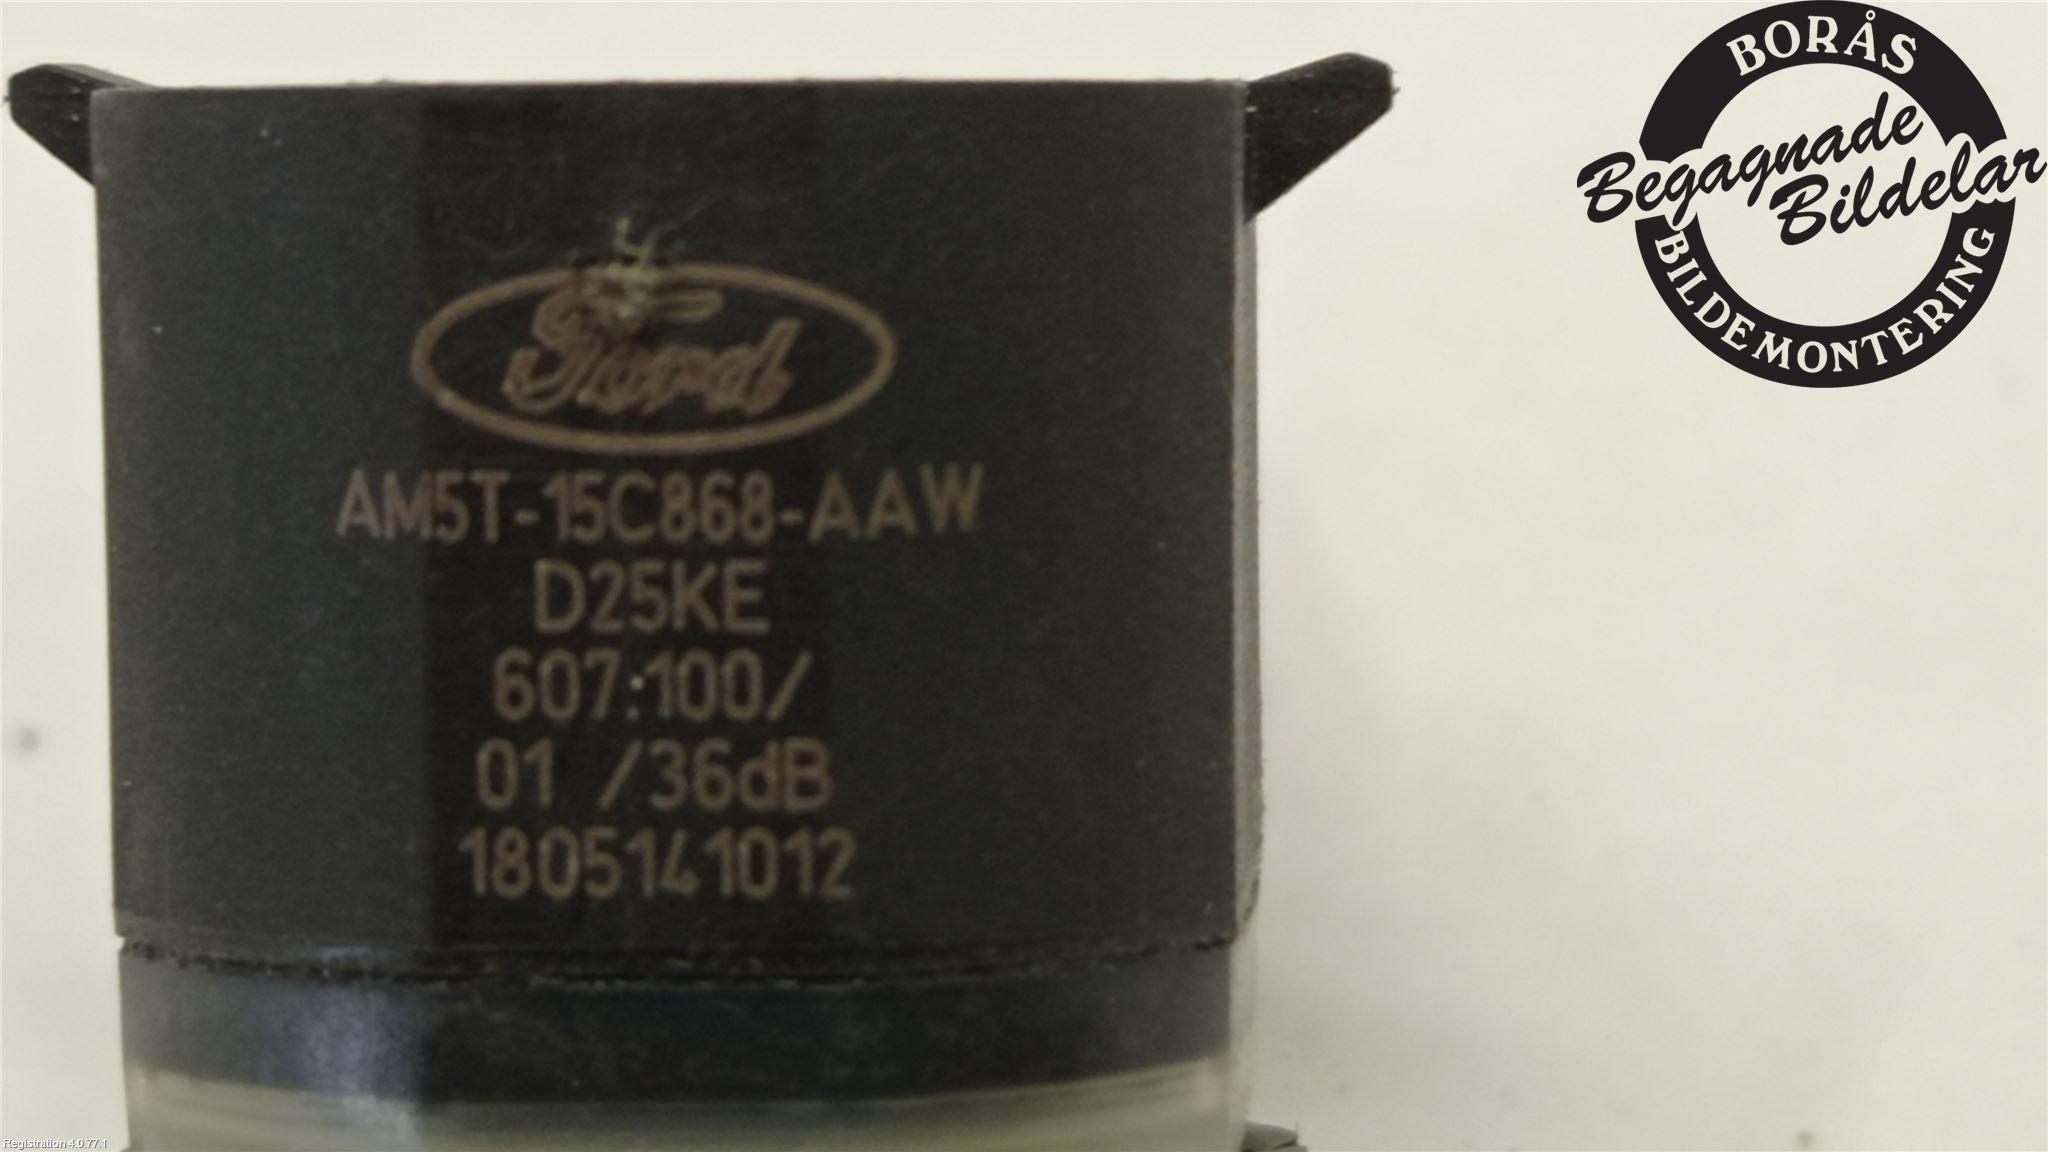 Ford
AM5T-15C868-AAW
D25KE
607:100/
01 /36dB
1805141012
BORÅS
Begagnade
Bildelar
BILDEMONTERING
Registration 4.0.77.1